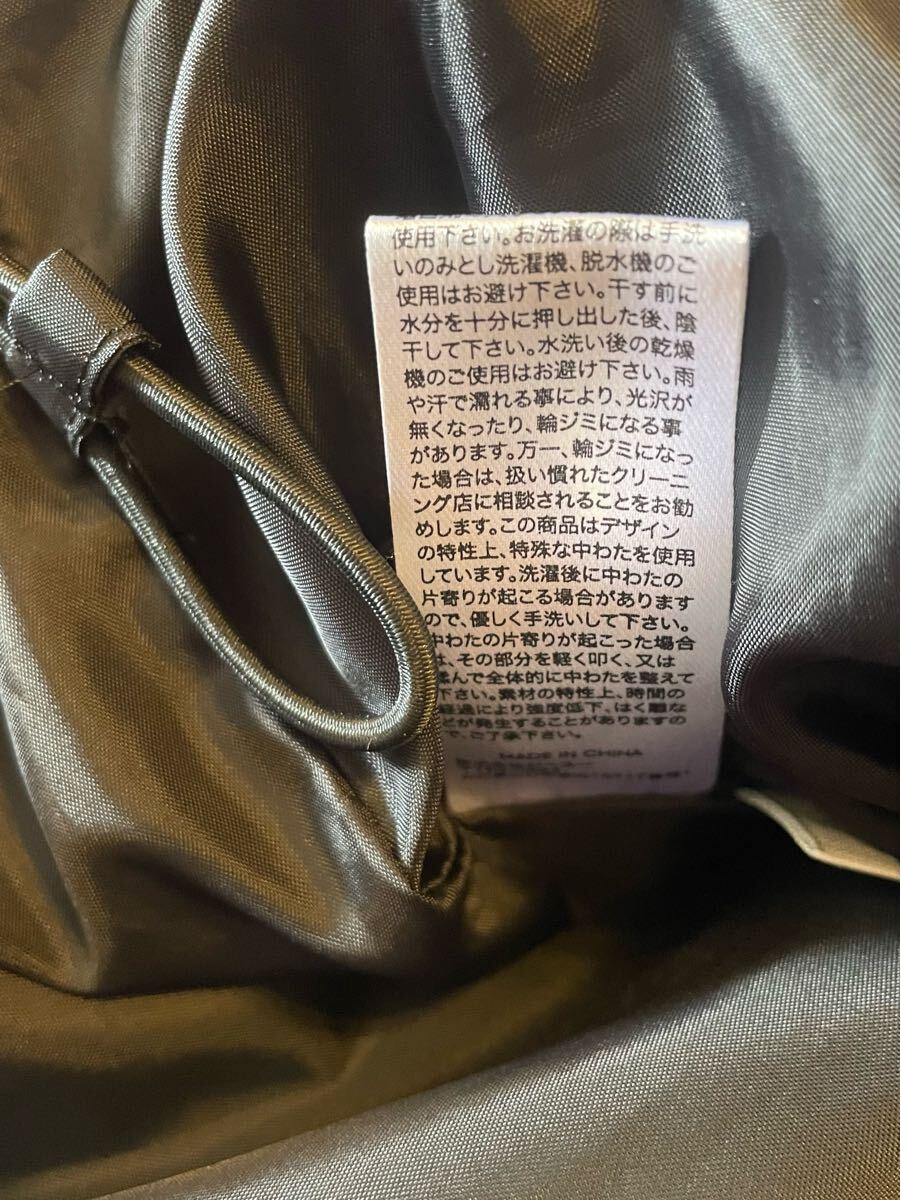 使用下さい。お洗濯の際は手洗
いのみとし洗濯機、脱水機のご
使用はお避け下さい。干す前に
水分を十分に押し出した後、陰
干して下さい。水洗い後の乾燥
機のご使用はお避け下さい。雨
や汗で濡れる事により、光沢が
無くなったり、輪ジミになる事
があります。万一、輪ジミになっ
た場合は、扱い慣れたクリーニ
ング店に相談されることをお勧
めします。この商品はデザイン
の特性上、特殊な中わたを使用
しています。洗濯後に中わたの
片寄りが起こる場合があります
ので、優しく手洗いして下さい。
中わたの片寄りが起こった場合
は、その部分を軽く叩く、又は
揉んで全体的に中わたを整えて
下さい。素材の特性上、時間の
経過により強度低下、はく離な
どが発生することがありますの
で、ご了承下さい。
MADE IN CHINA